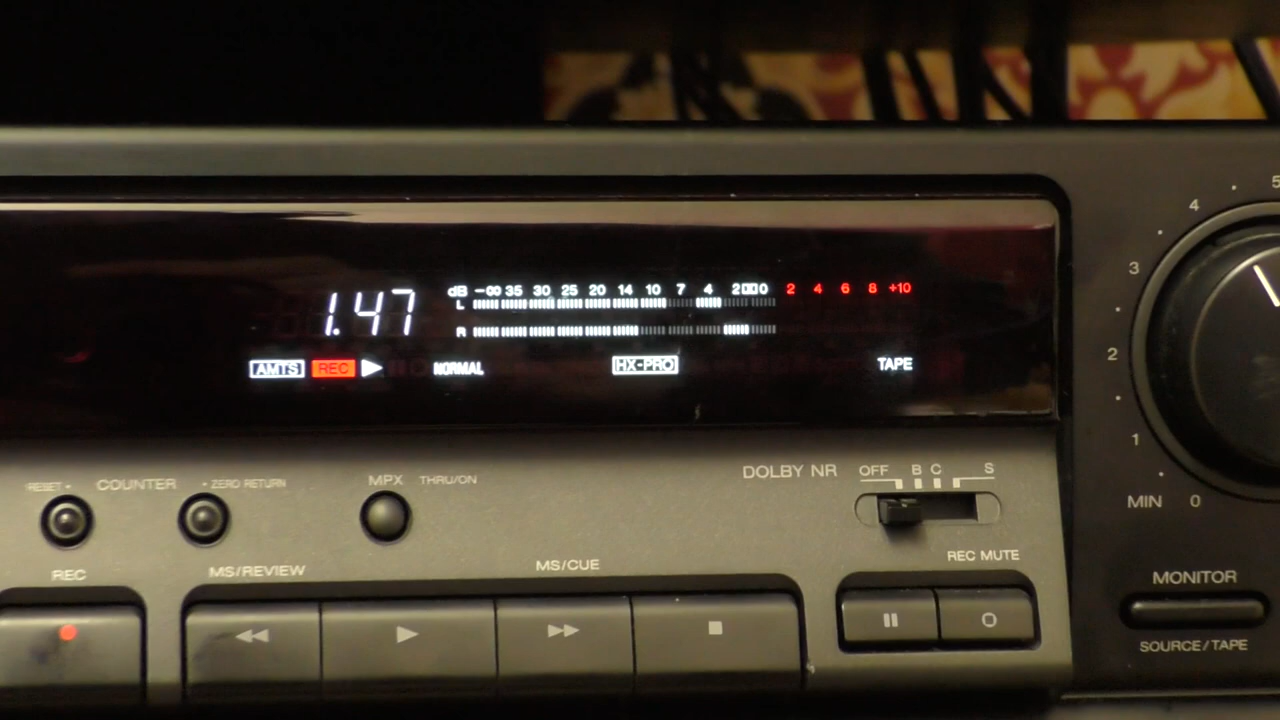 5
4
3
2
1
MIN 0
dB -∞ 35 30 25 20 14 10 7 4 2 0 2 4 6 8 +10
L
1.47
R
AMTS REC NORMAL HX-PRO TAPE
DOLBY NR OFF B C S
RESET COUNTER ZERO RETURN
MPX THRU/ON
REC MUTE
REC MS/REVIEW MS/CUE
MONITOR
SOURCE/TAPE